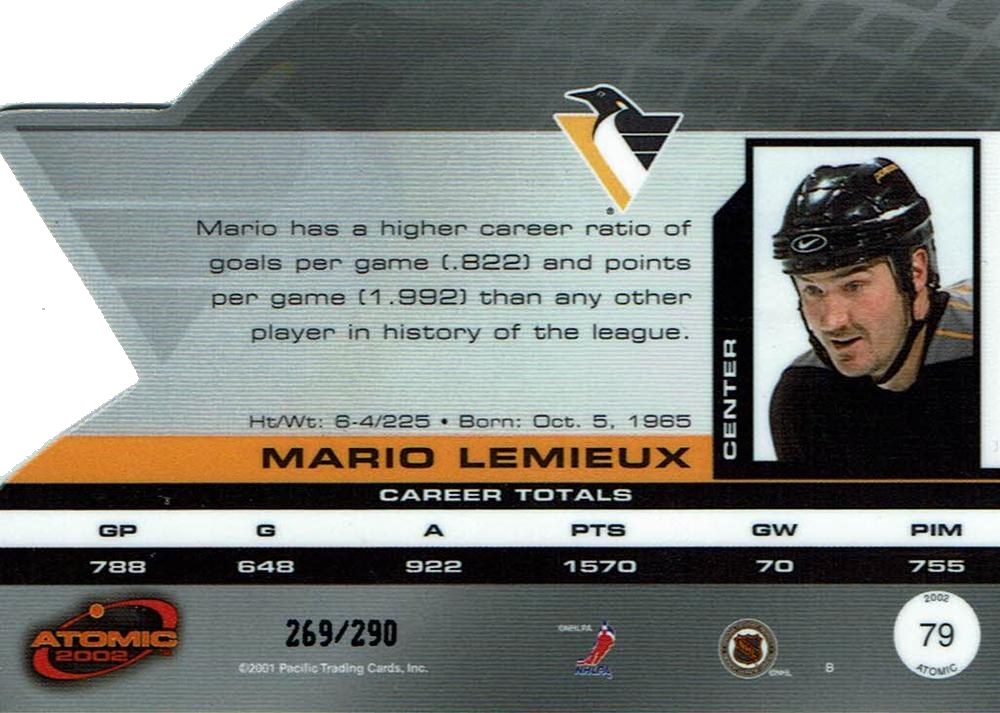 Mario has a higher career ratio of
goals per game (.822) and points
per game (1.992) than any other
player in history of the league.
Ht/Wt: 6-4/225 • Born: Oct. 5, 1965
MARIO LEMIEUX
CENTER
CAREER TOTALS
GP G A PTS GW PIM
788 648 922 1570 70 755
ATOMIC
2002
269/290
©2001 Pacific Trading Cards, Inc.
©NHLPA
NHLPA
©NHL
B
2002
79
ATOMIC